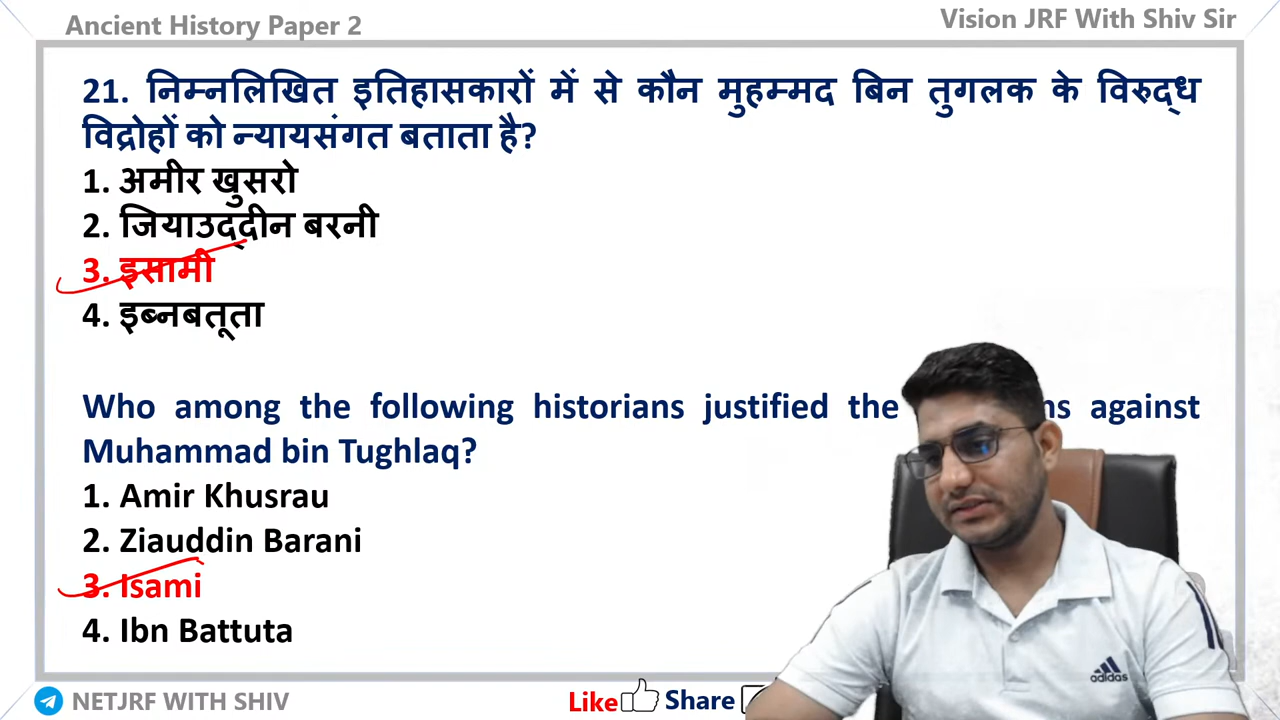 Ancient History Paper 2
Vision JRF With Shiv Sir
21. निम्नलिखित इतिहासकारों में से कौन मुहम्मद बिन तुगलक के विरुद्ध
विद्रोहों को न्यायसंगत बताता है?
1. अमीर खुसरो
2. जियाउद्दीन बरनी
3. इसामी
4. इब्नबतूता
Who among the following historians justified the against
Muhammad bin Tughlaq?
1. Amir Khusrau
2. Ziauddin Barani
3. Isami
4. Ibn Battuta
adidas
NETJRF WITH SHIV
Like Share